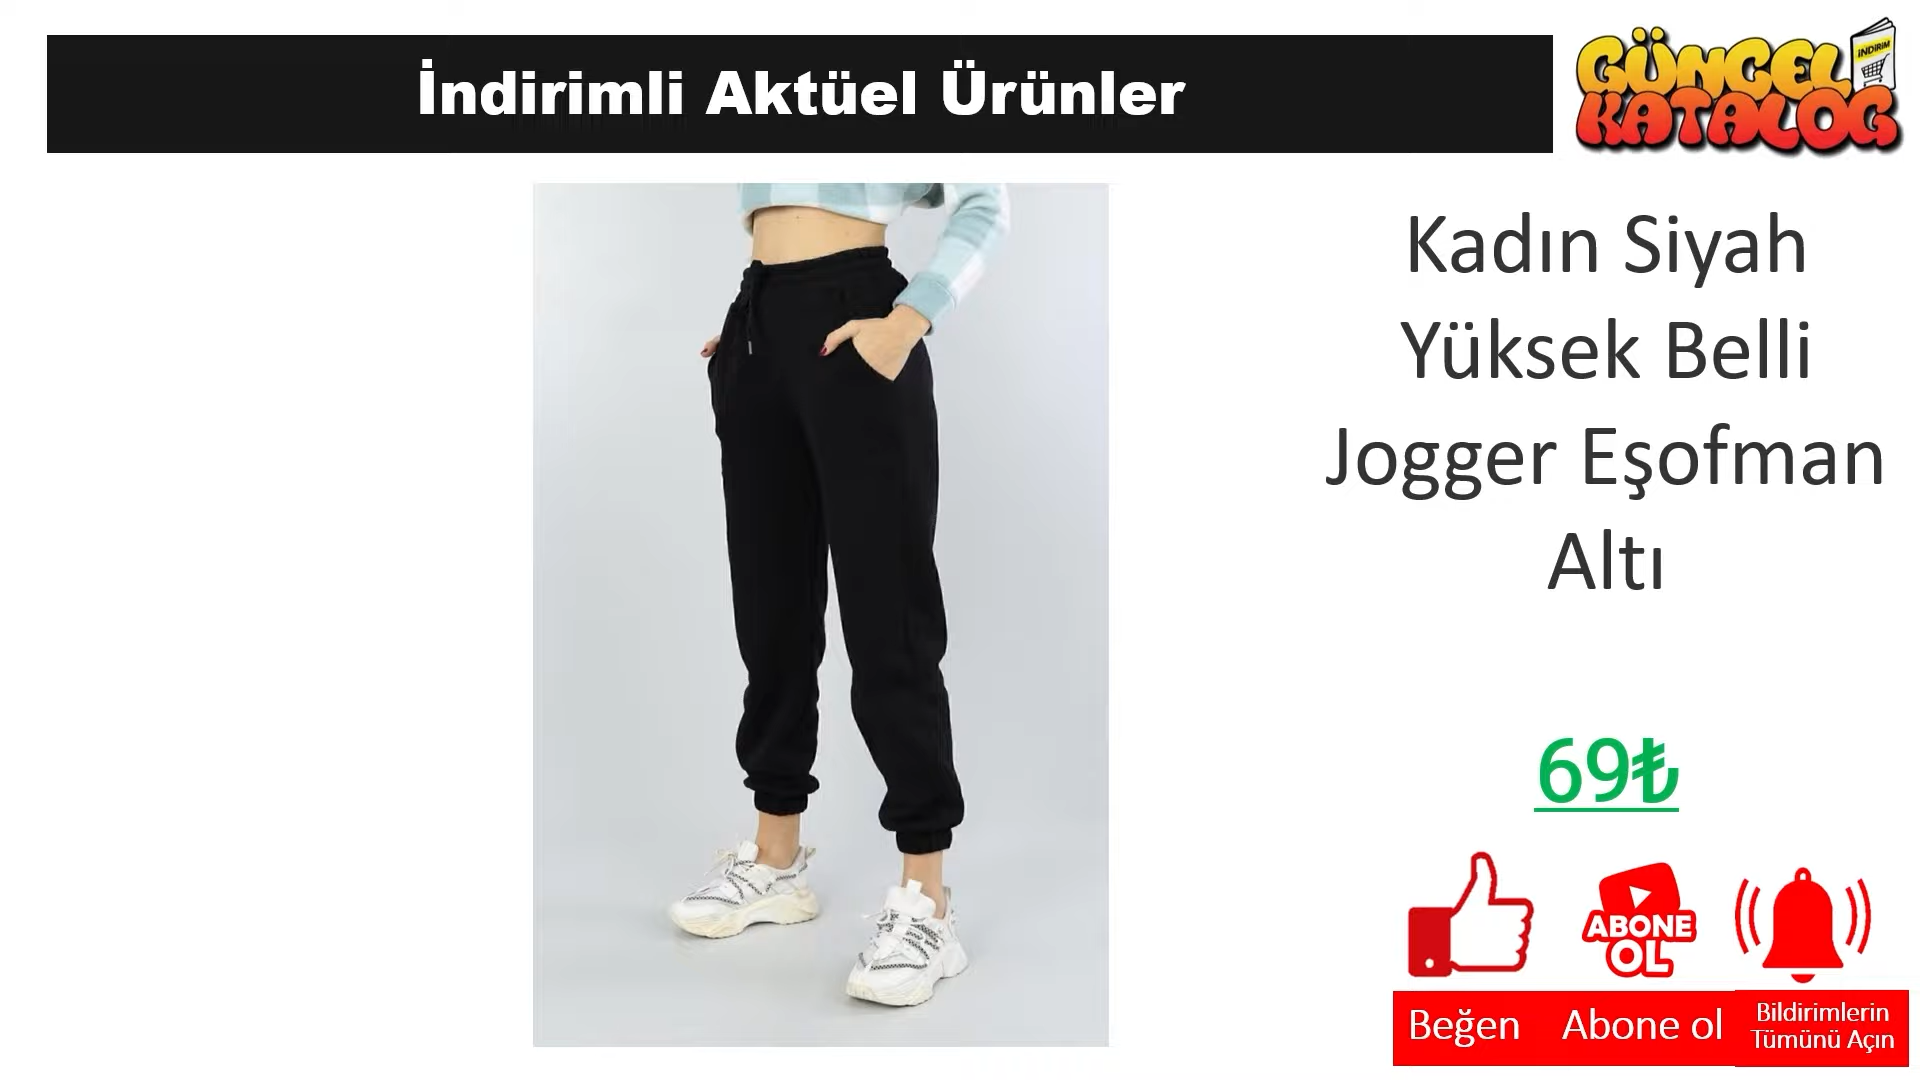 İndirimli Aktüel Ürünler
GÜNCEL
KATALOG
İNDİRİM
Kadın Siyah
Yüksek Belli
Jogger Eşofman
Altı
69₺
ABONE
OL
Beğen
Abone ol
Bildirimlerin
Tümünü Açın